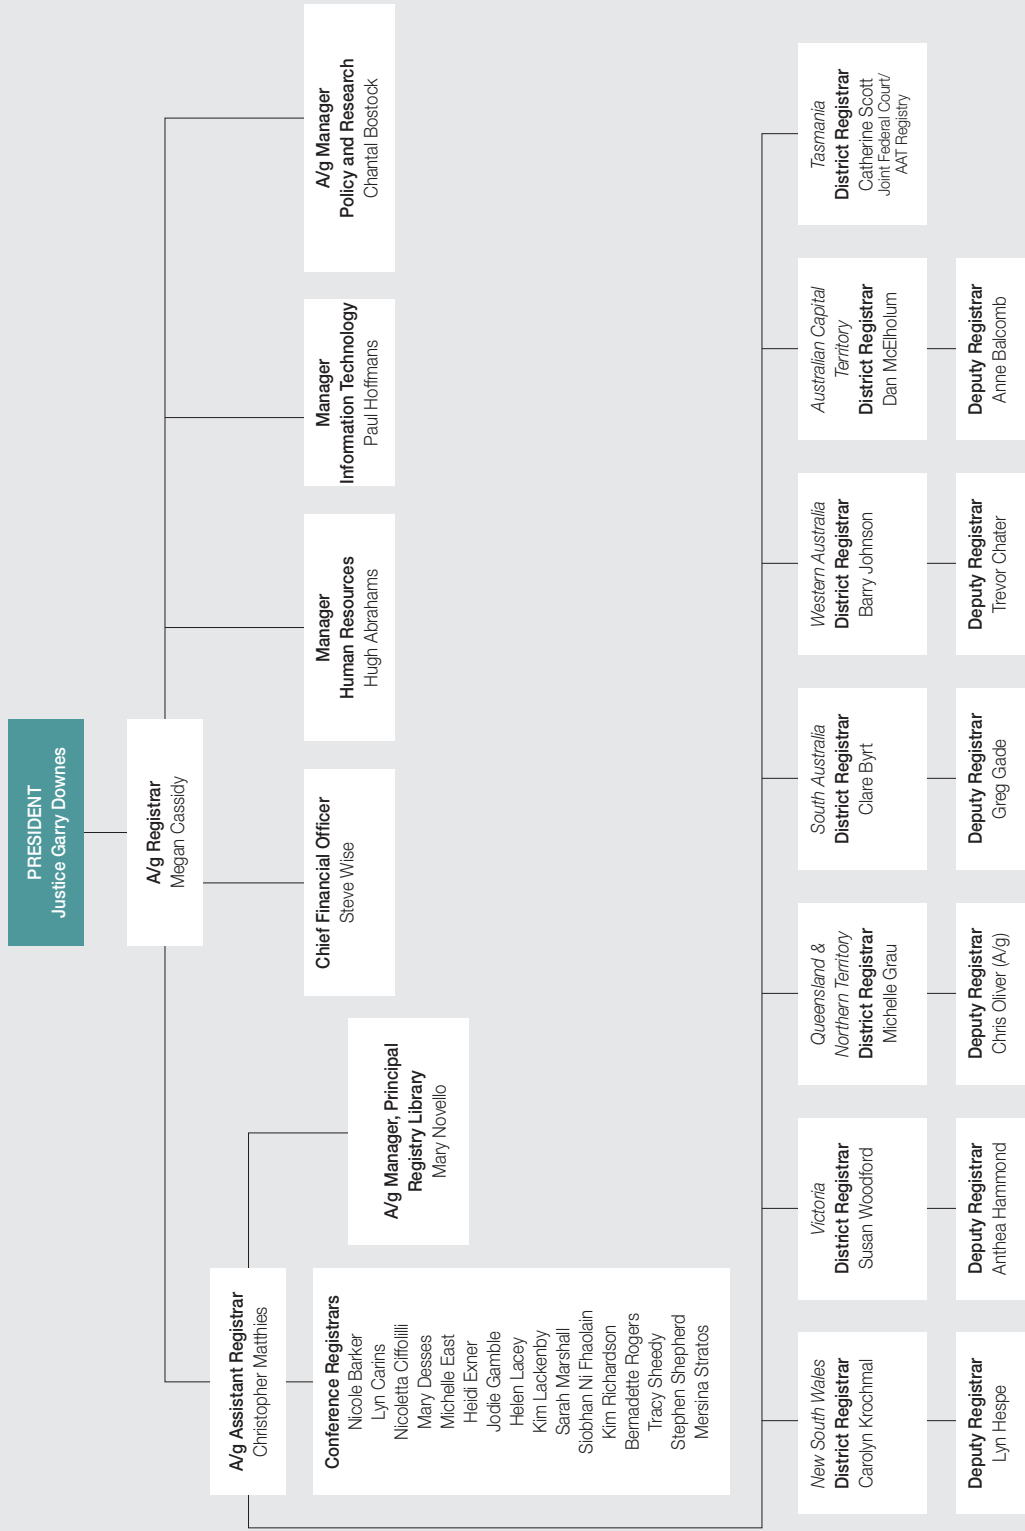 PRESIDENT
Justice Garry Downes
A/g Registrar
Megan Cassidy
A/g Assistant Registrar
Christopher Matthies
Chief Financial Officer
Steve Wise
Manager
Human Resources
Hugh Abrahams
Manager
Information Technology
Paul Hoffmans
A/g Manager
Policy and Research
Chantal Bostock
Conference Registrars
Nicole Barker
Lyn Carins
Nicoletta Ciffolilli
Mary Desses
Michelle East
Heidi Exner
Jodie Gamble
Helen Lacey
Kim Lackenby
Sarah Marshall
Siobhan Ni Fhaolain
Kim Richardson
Bernadette Rogers
Tracy Sheedy
Stephen Shepherd
Mersina Stratos
A/g Manager, Principal
Registry Library
Mary Novello
New South Wales
District Registrar
Carolyn Krochmal
Victoria
District Registrar
Susan Woodford
Queensland &
Northern Territory
District Registrar
Michelle Grau
South Australia
District Registrar
Clare Byrt
Western Australia
District Registrar
Barry Johnson
Australian Capital
Territory
District Registrar
Dan McElholum
Tasmania
District Registrar
Catherine Scott
Joint Federal Court/
AAT Registry
Deputy Registrar
Lyn Hespe
Deputy Registrar
Anthea Hammond
Deputy Registrar
Chris Oliver (A/g)
Deputy Registrar
Greg Gade
Deputy Registrar
Trevor Chater
Deputy Registrar
Anne Balcomb